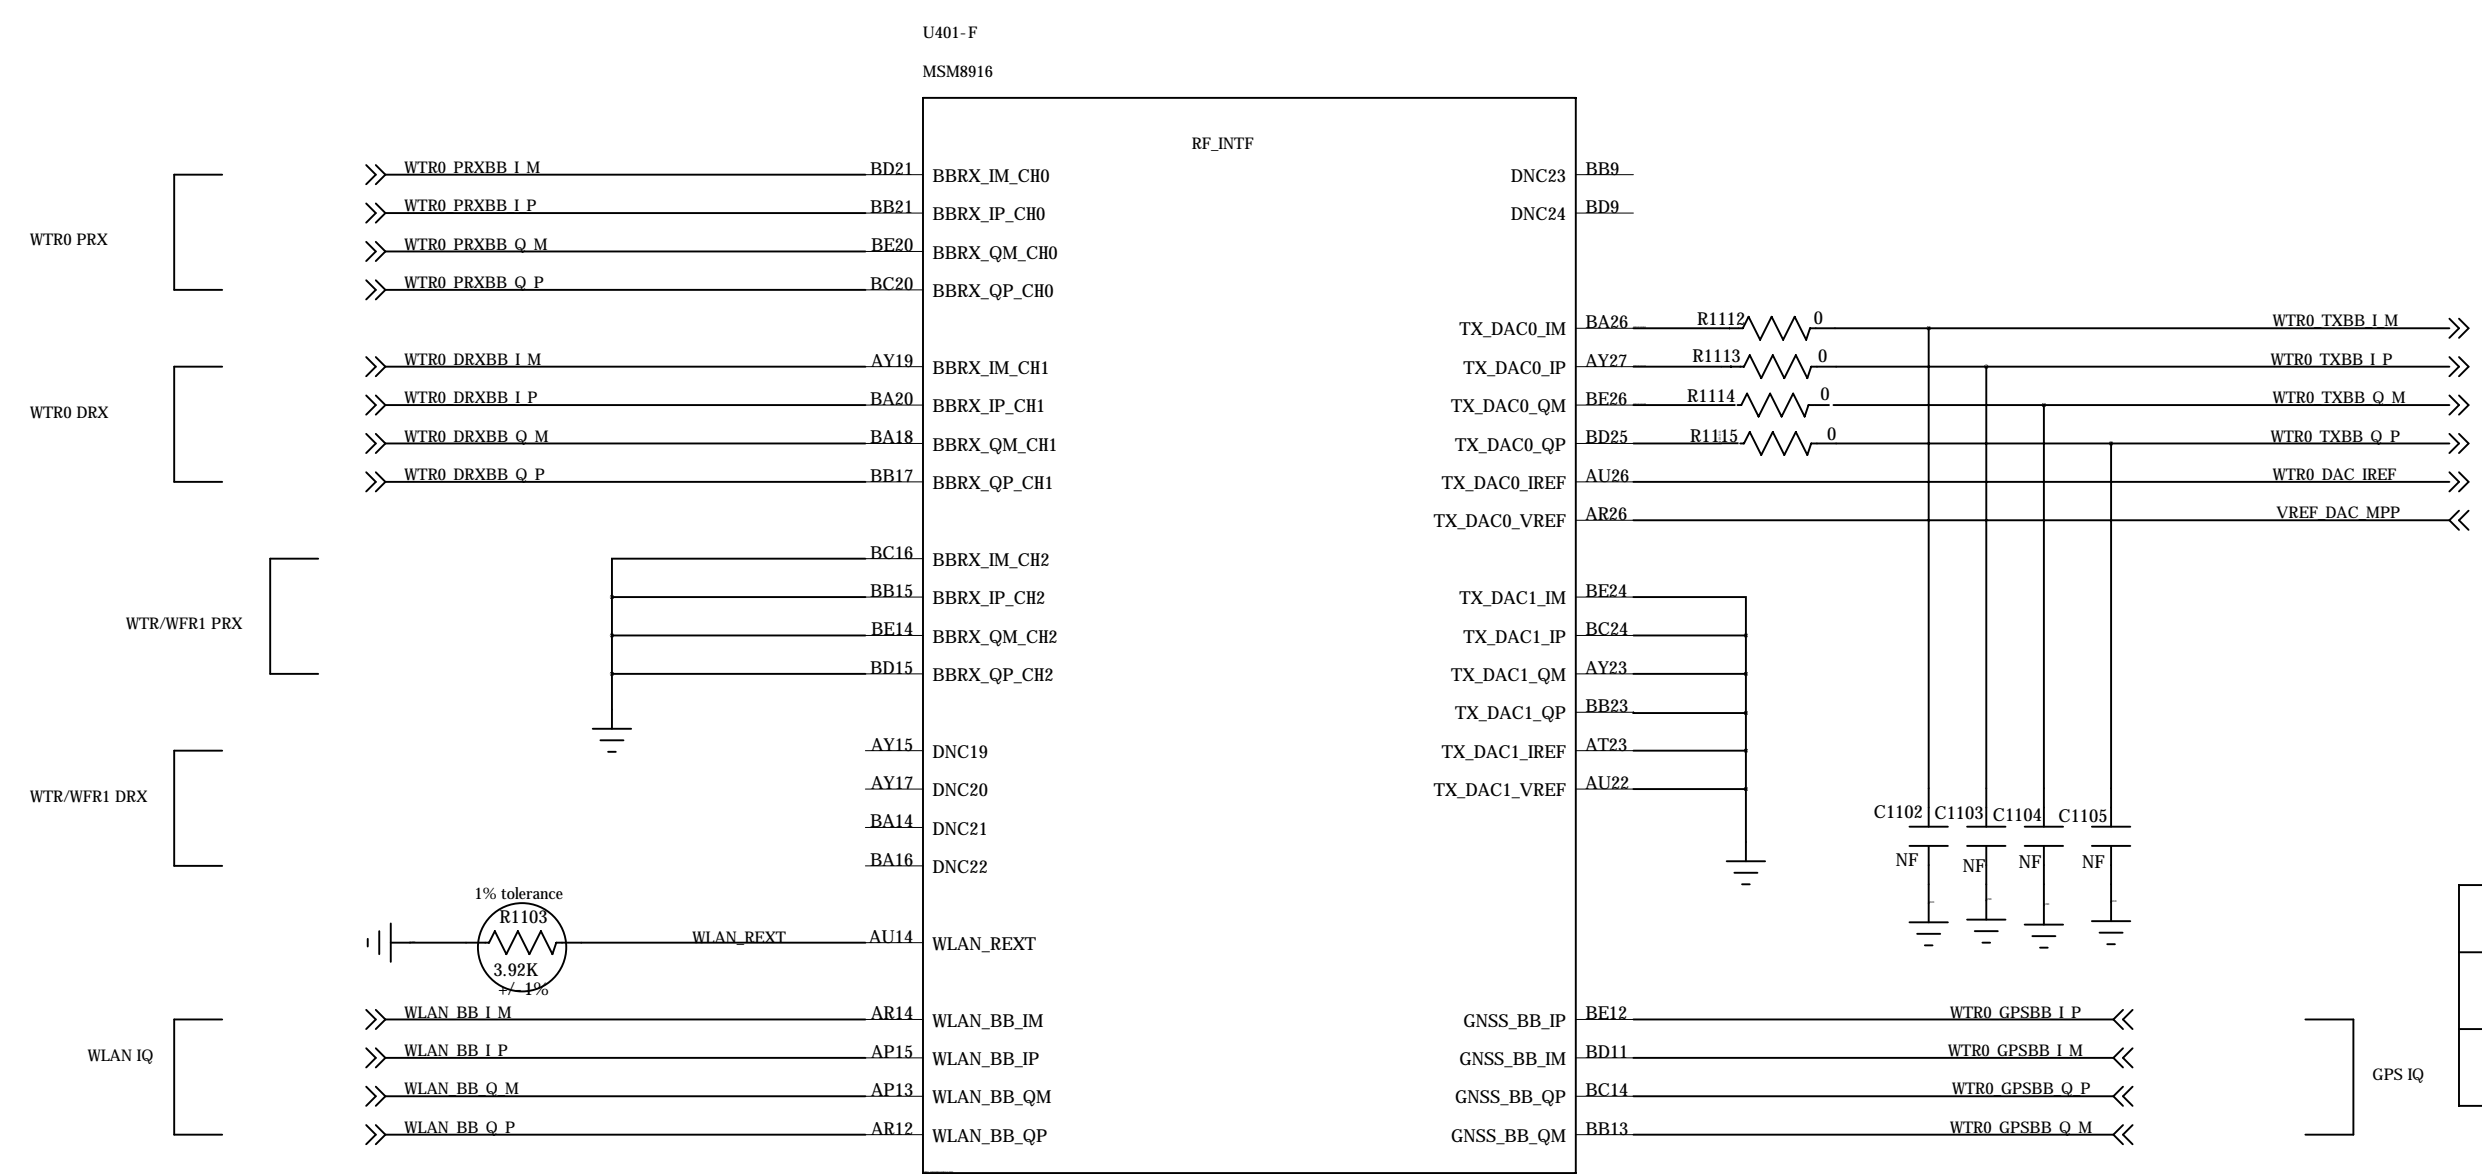 U401-F
MSM8916
RF_INTF
WTR0 PRX
WTR0_PRXBB_I_M BD21 BBRX_IM_CH0
WTR0_PRXBB_I_P BB21 BBRX_IP_CH0
WTR0_PRXBB_Q_M BE20 BBRX_QM_CH0
WTR0_PRXBB_Q_P BC20 BBRX_QP_CH0
WTR0 DRX
WTR0_DRXBB_I_M AY19 BBRX_IM_CH1
WTR0_DRXBB_I_P BA20 BBRX_IP_CH1
WTR0_DRXBB_Q_M BA18 BBRX_QM_CH1
WTR0_DRXBB_Q_P BB17 BBRX_QP_CH1
WTR/WFR1 PRX
BC16 BBRX_IM_CH2
BB15 BBRX_IP_CH2
BE14 BBRX_QM_CH2
BD15 BBRX_QP_CH2
WTR/WFR1 DRX
AY15 DNC19
AY17 DNC20
BA14 DNC21
BA16 DNC22
1% tolerance
R1103
3.92K
+/-1%
WLAN_REXT AU14 WLAN_REXT
WLAN IQ
WLAN_BB_I_M AR14 WLAN_BB_IM
WLAN_BB_I_P AP15 WLAN_BB_IP
WLAN_BB_Q_M AP13 WLAN_BB_QM
WLAN_BB_Q_P AR12 WLAN_BB_QP
DNC23 BB9
DNC24 BD9
TX_DAC0_IM BA26 R1112 0 WTR0_TXBB_I_M
TX_DAC0_IP AY27 R1113 0 WTR0_TXBB_I_P
TX_DAC0_QM BE26 R1114 0 WTR0_TXBB_Q_M
TX_DAC0_QP BD25 R1115 0 WTR0_TXBB_Q_P
TX_DAC0_IREF AU26 WTR0_DAC_IREF
TX_DAC0_VREF AR26 VREF_DAC_MPP
TX_DAC1_IM BE24
TX_DAC1_IP BC24
TX_DAC1_QM AY23
TX_DAC1_QP BB23
TX_DAC1_IREF AT23
TX_DAC1_VREF AU22
C1102 C1103 C1104 C1105
NF NF NF NF
GNSS_BB_IP BE12 WTR0_GPSBB_I_P
GNSS_BB_IM BD11 WTR0_GPSBB_I_M
GNSS_BB_QP BC14 WTR0_GPSBB_Q_P
GNSS_BB_QM BB13 WTR0_GPSBB_Q_M
GPS IQ